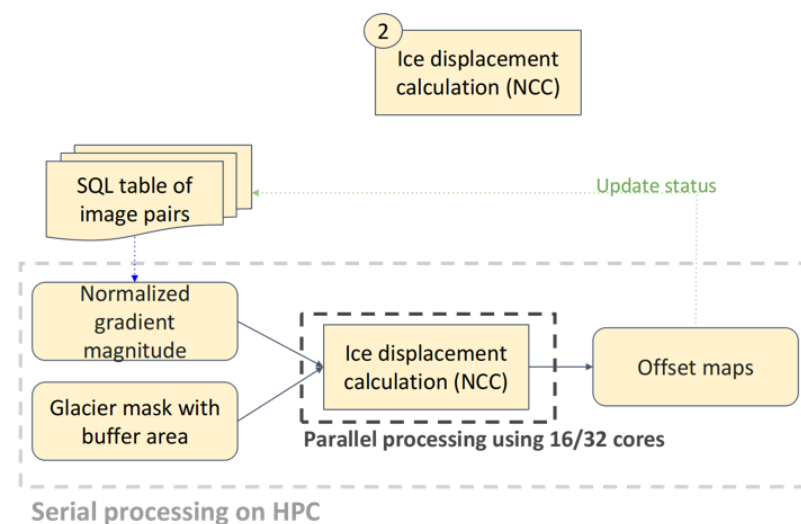 2
Ice displacement
calculation (NCC)
SQL table of
image pairs
Update status
Normalized
gradient
magnitude
Ice displacement
calculation (NCC)
Offset maps
Glacier mask with
buffer area
Parallel processing using 16/32 cores
Serial processing on HPC